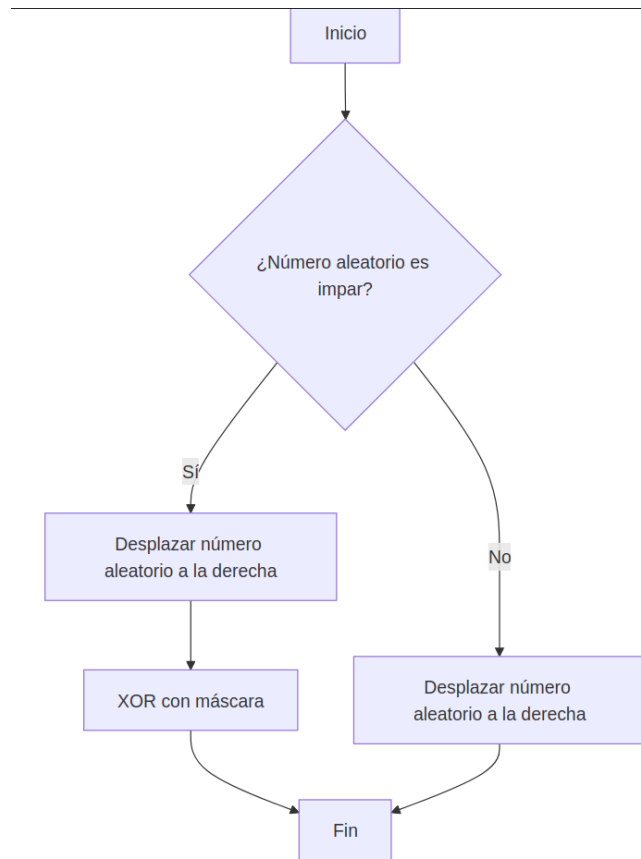 Inicio
¿Número aleatorio es
impar?
Sí
Desplazar número
aleatorio a la derecha
No
XOR con máscara
Desplazar número
aleatorio a la derecha
Fin